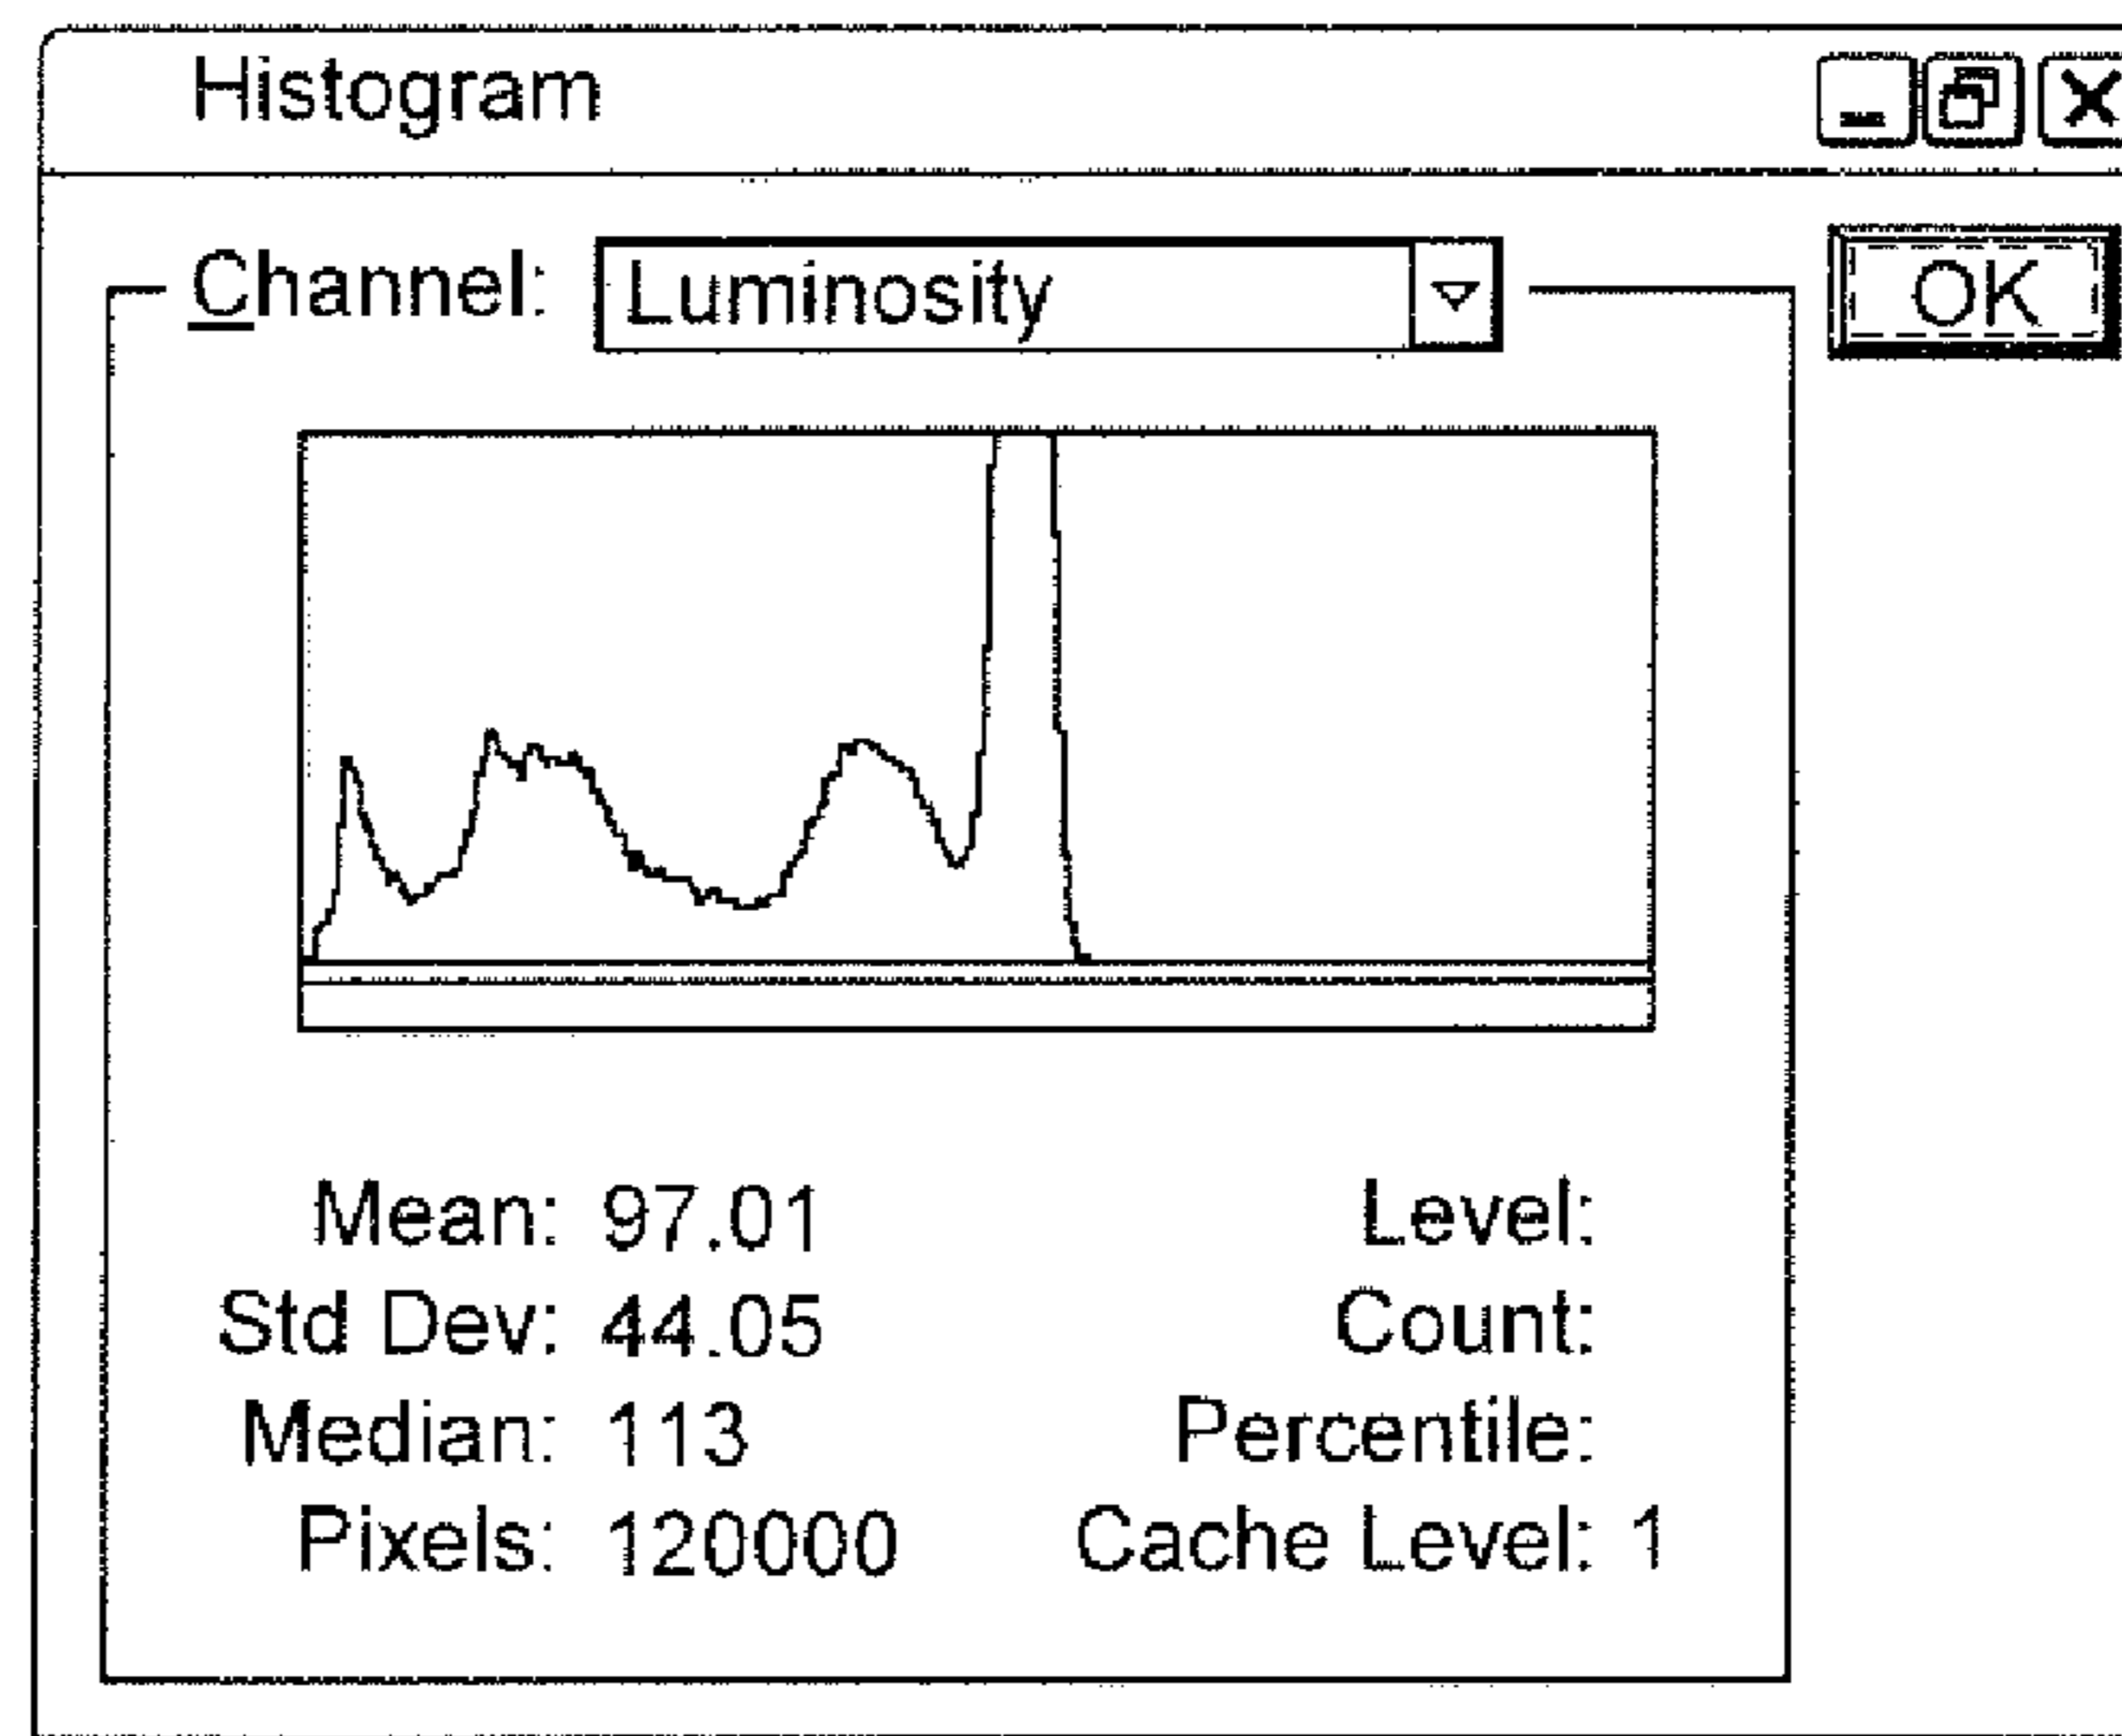 Histogram
Channel: Luminosity
OK
Mean: 97.01
Level:
Std Dev: 44.05
Count:
Median: 113
Percentile:
Pixels: 120000
Cache Level: 1